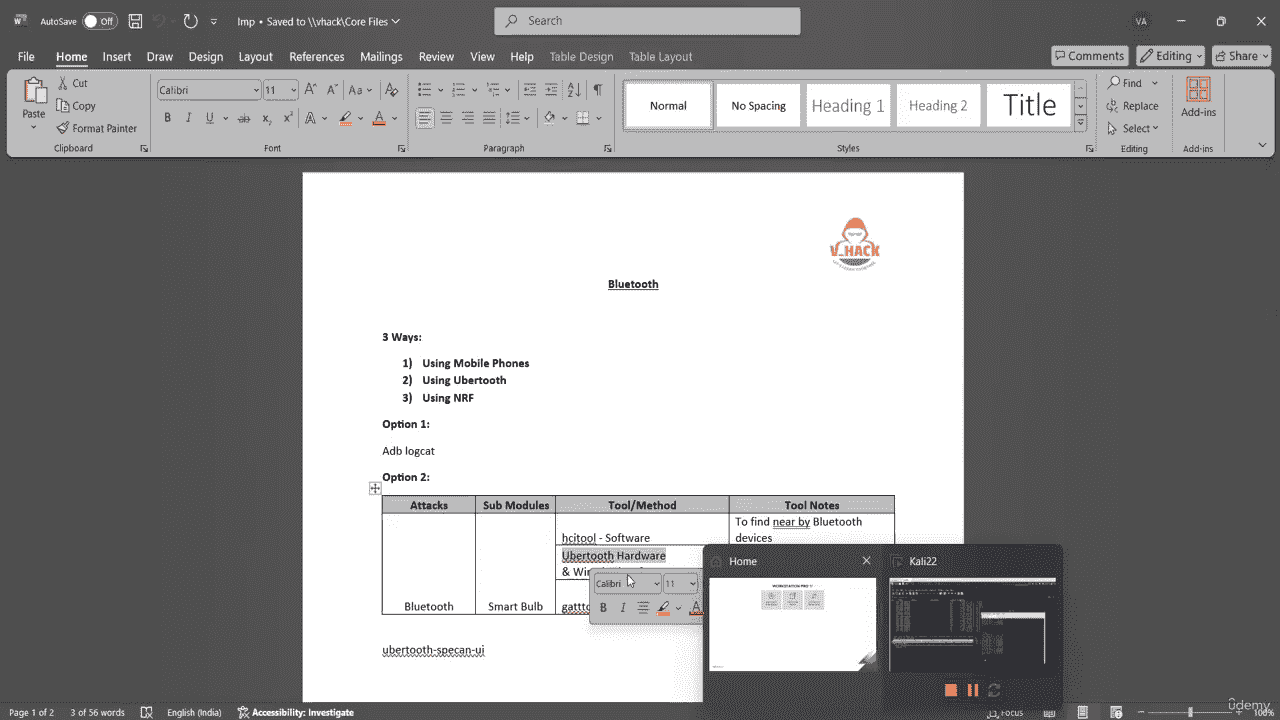 AutoSave Off Imp • Saved to \\vhack\Core Files Search VA
File Home Insert Draw Design Layout References Mailings Review View Help Table Design Table Layout Comments Editing Share
Paste Cut Copy Format Painter
Calibri 11 Aa
Normal No Spacing Heading 1 Heading 2 Title
Find Replace Select Add-ins
Clipboard Font Paragraph Styles Editing Add-ins
V_HACK
Bluetooth
3 Ways:
1) Using Mobile Phones
2) Using Ubertooth
3) Using NRF
Option 1:
Adb logcat
Option 2:
Attacks Sub Modules Tool/Method Tool Notes
To find near by Bluetooth
hcitool - Software devices
Ubertooth Hardware
Home Kali22
Calibri 11
WORKSTATION PRO 17
Bluetooth Smart Bulb
ubertooth-specan-ui
Page 1 of 2 3 of 56 words English (India) Accessibility: Investigate Focus 100%
Udemy